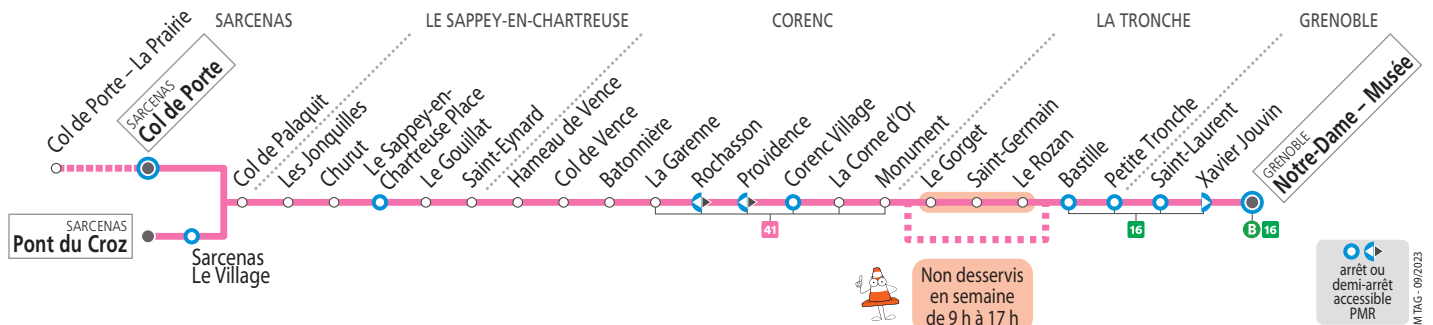 SARCENAS
LE SAPPEY-EN-CHARTREUSE
CORENC
LA TRONCHE
GRENOBLE
Col de Porte – La Prairie
SARCENAS
Col de Porte
SARCENAS
Pont du Croz
Sarcenas
Le Village
Col de Palaquit
Les Jonquilles
Churut
Le Sappey-en-
Chartreuse Place
Le Gouillat
Saint-Eynard
Hameau de Vence
Col de Vence
Batonnière
La Garenne
Rochasson
Providence
Corenc Village
La Corne d'Or
Monument
Le Gorget
Saint-Germain
Le Rozan
Bastille
Petite Tronche
Saint-Laurent
Xavier Jouvin
GRENOBLE
Notre-Dame – Musée
41
16
B 16
Non desservis
en semaine
de 9 h à 17 h
arrêt ou
demi-arrêt
accessible
PMR
M TAG - 09/2023